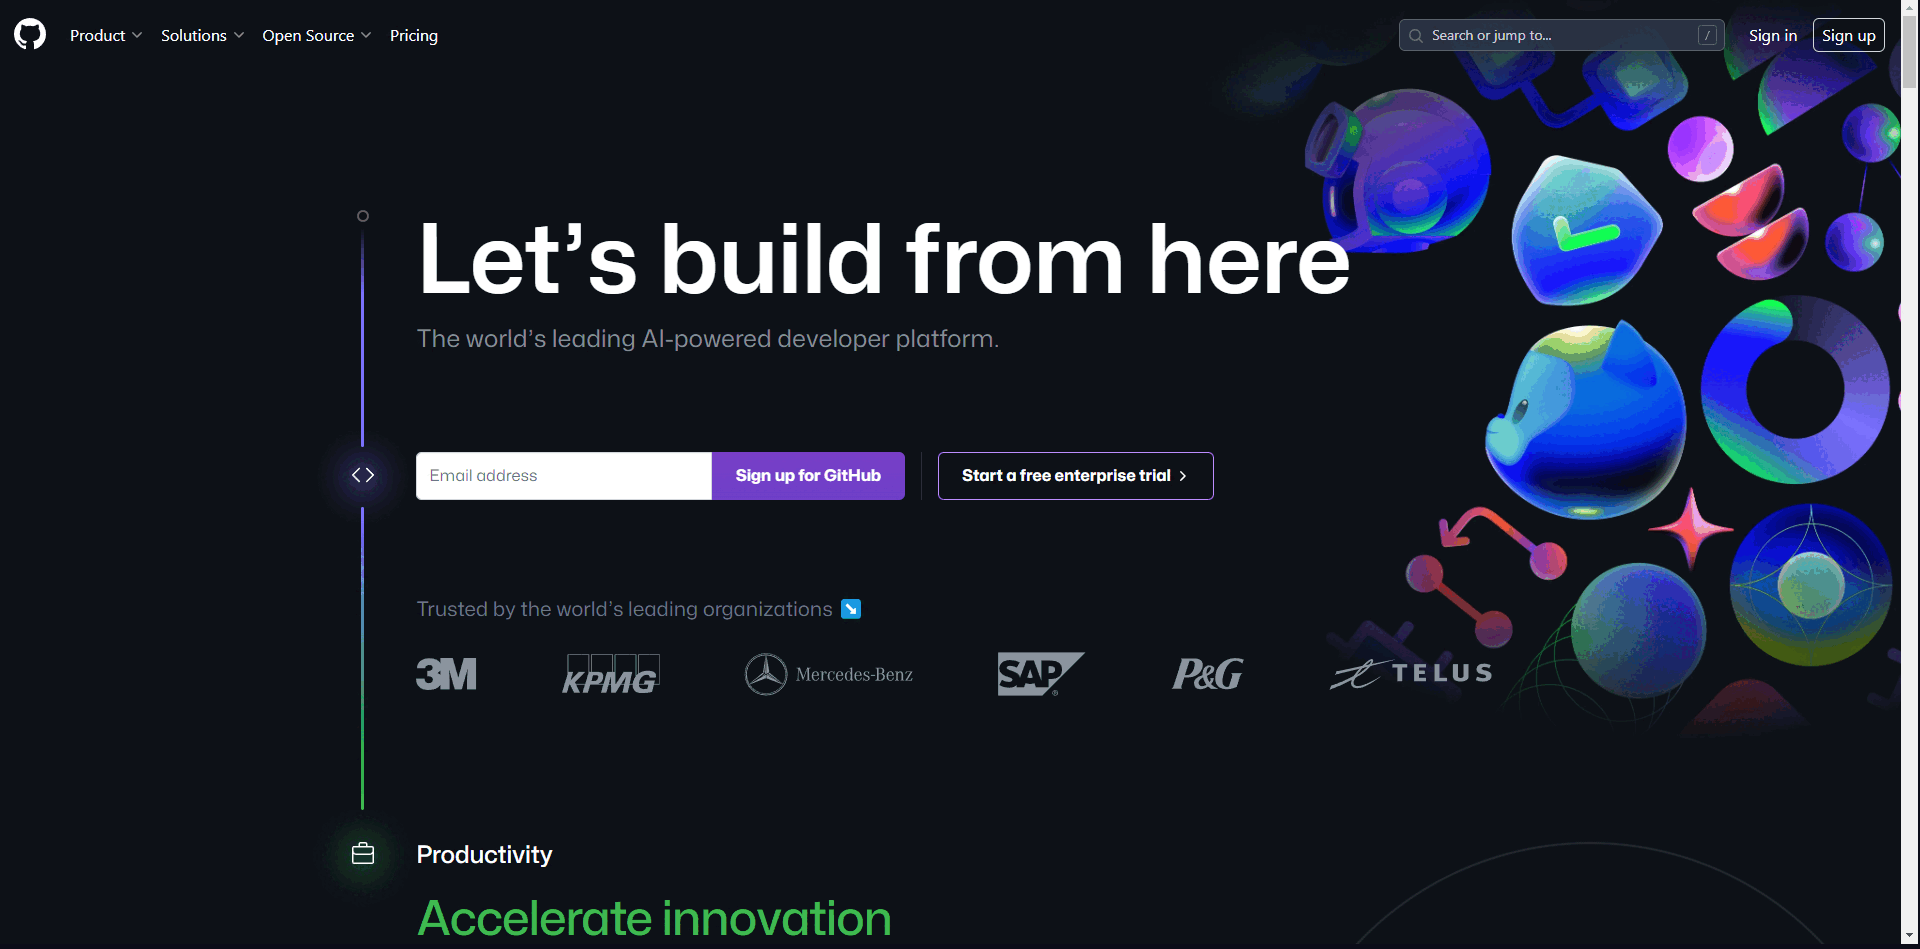 Product Solutions Open Source Pricing Search or jump to... / Sign in Sign up
Let’s build from here
The world’s leading AI-powered developer platform.
Email address Sign up for GitHub Start a free enterprise trial
Trusted by the world’s leading organizations
3M KPMG Mercedes-Benz SAP® P&G TELUS
Productivity
Accelerate innovation